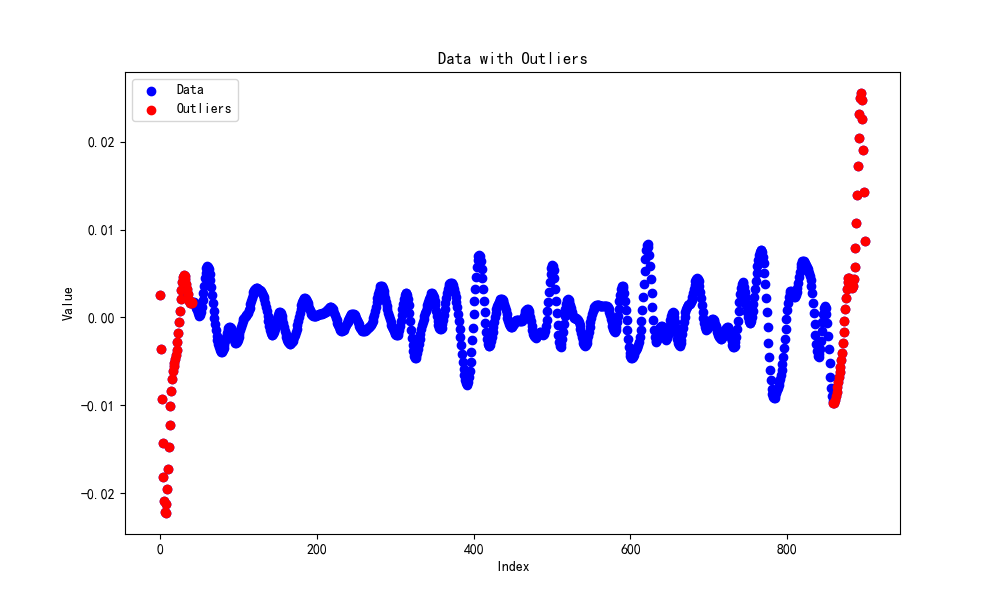 Data with Outliers
Data
Outliers
0.02
0.01
0.00
-0.01
-0.02
Value
0 200 400 600 800
Index